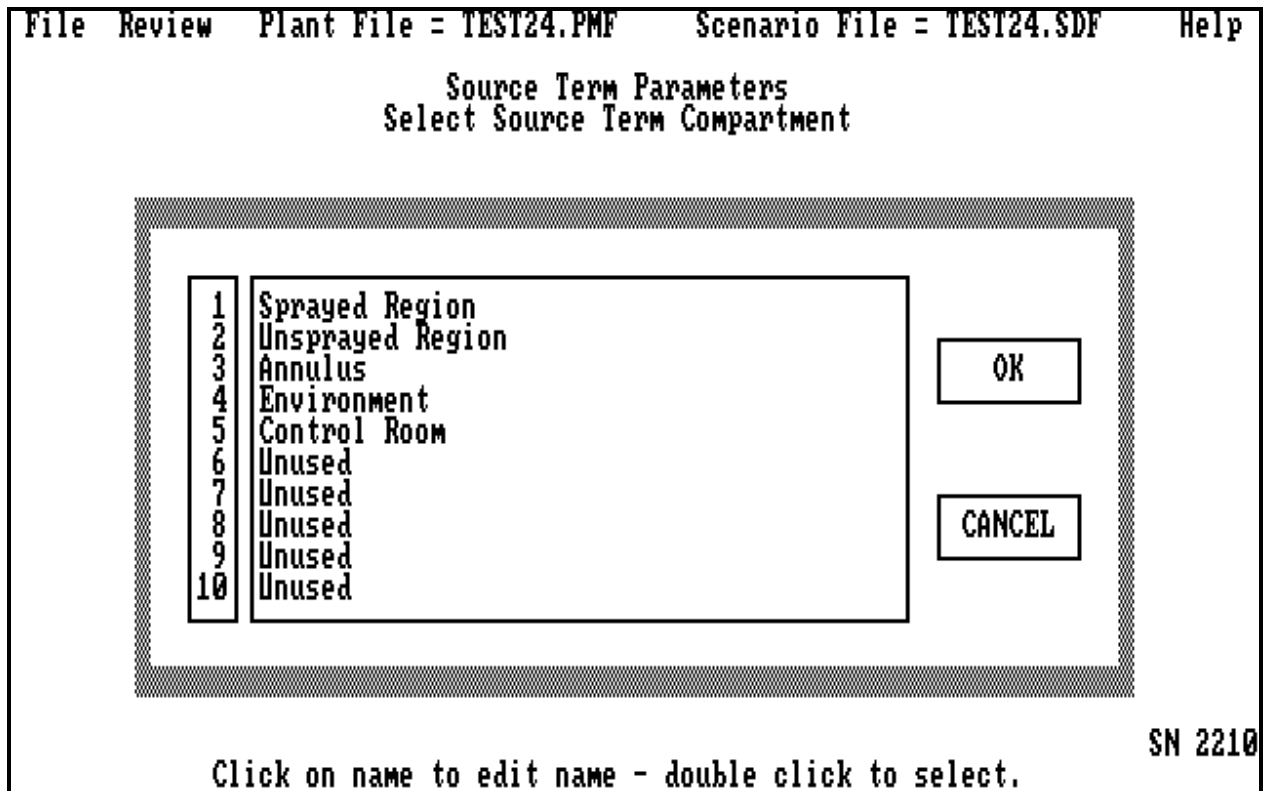 File Review Plant File = TEST24.PMF Scenario File = TEST24.SDF Help
Source Term Parameters
Select Source Term Compartment
1 Sprayed Region
2 Unsprayed Region
3 Annulus
4 Environment
5 Control Room
6 Unused
7 Unused
8 Unused
9 Unused
10 Unused
OK
CANCEL
SN 2210
Click on name to edit name - double click to select.